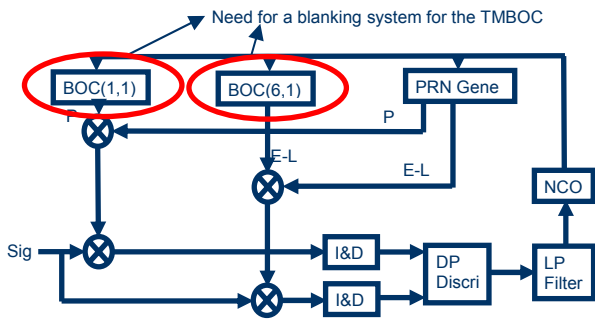 Need for a blanking system for the TMBOC
BOC(1,1)
BOC(6,1)
PRN Gene
P
P
E-L
E-L
NCO
Sig
I&D
DP
Discri
LP
Filter
I&D